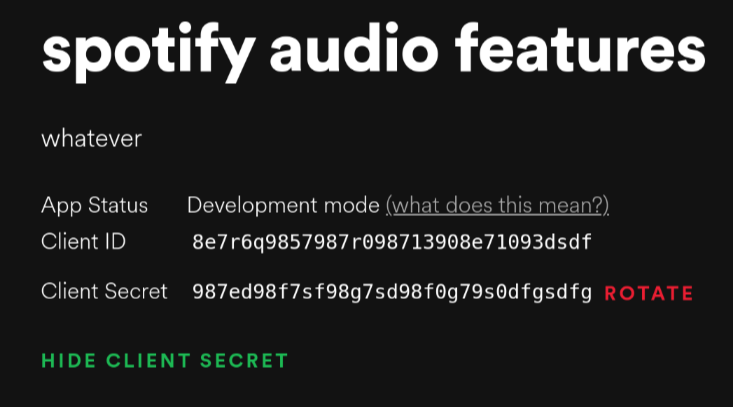 spotify audio features
whatever
App Status Development mode (what does this mean?)
Client ID 8e7r6q9857987r098713908e71093dsdf
Client Secret 987ed98f7sf98g7sd98f0g79s0dfgsdfg ROTATE
HIDE CLIENT SECRET